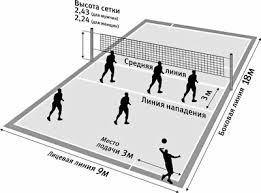 Высота сетки
2,43 (для мужчин)
2,24 (для женщин)
Средняя
линия
3 м
Линия нападения
Боковая линия 18м
Место
подачи 3м
Лицевая линия 9м